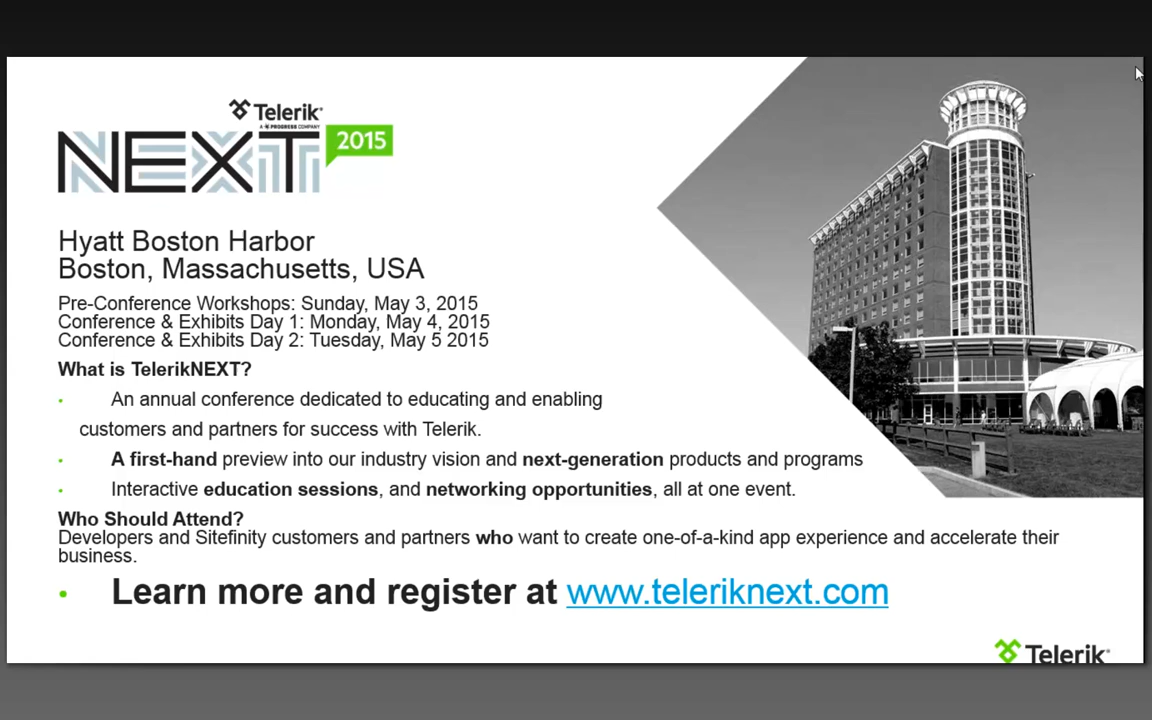 Telerik
A PROGRESS COMPANY
NEXT 2015
Hyatt Boston Harbor
Boston, Massachusetts, USA
Pre-Conference Workshops: Sunday, May 3, 2015
Conference & Exhibits Day 1: Monday, May 4, 2015
Conference & Exhibits Day 2: Tuesday, May 5 2015
What is TelerikNEXT?
• An annual conference dedicated to educating and enabling
customers and partners for success with Telerik.
• A first-hand preview into our industry vision and next-generation products and programs
• Interactive education sessions, and networking opportunities, all at one event.
Who Should Attend?
Developers and Sitefinity customers and partners who want to create one-of-a-kind app experience and accelerate their
business.
• Learn more and register at www.teleriknext.com
Telerik